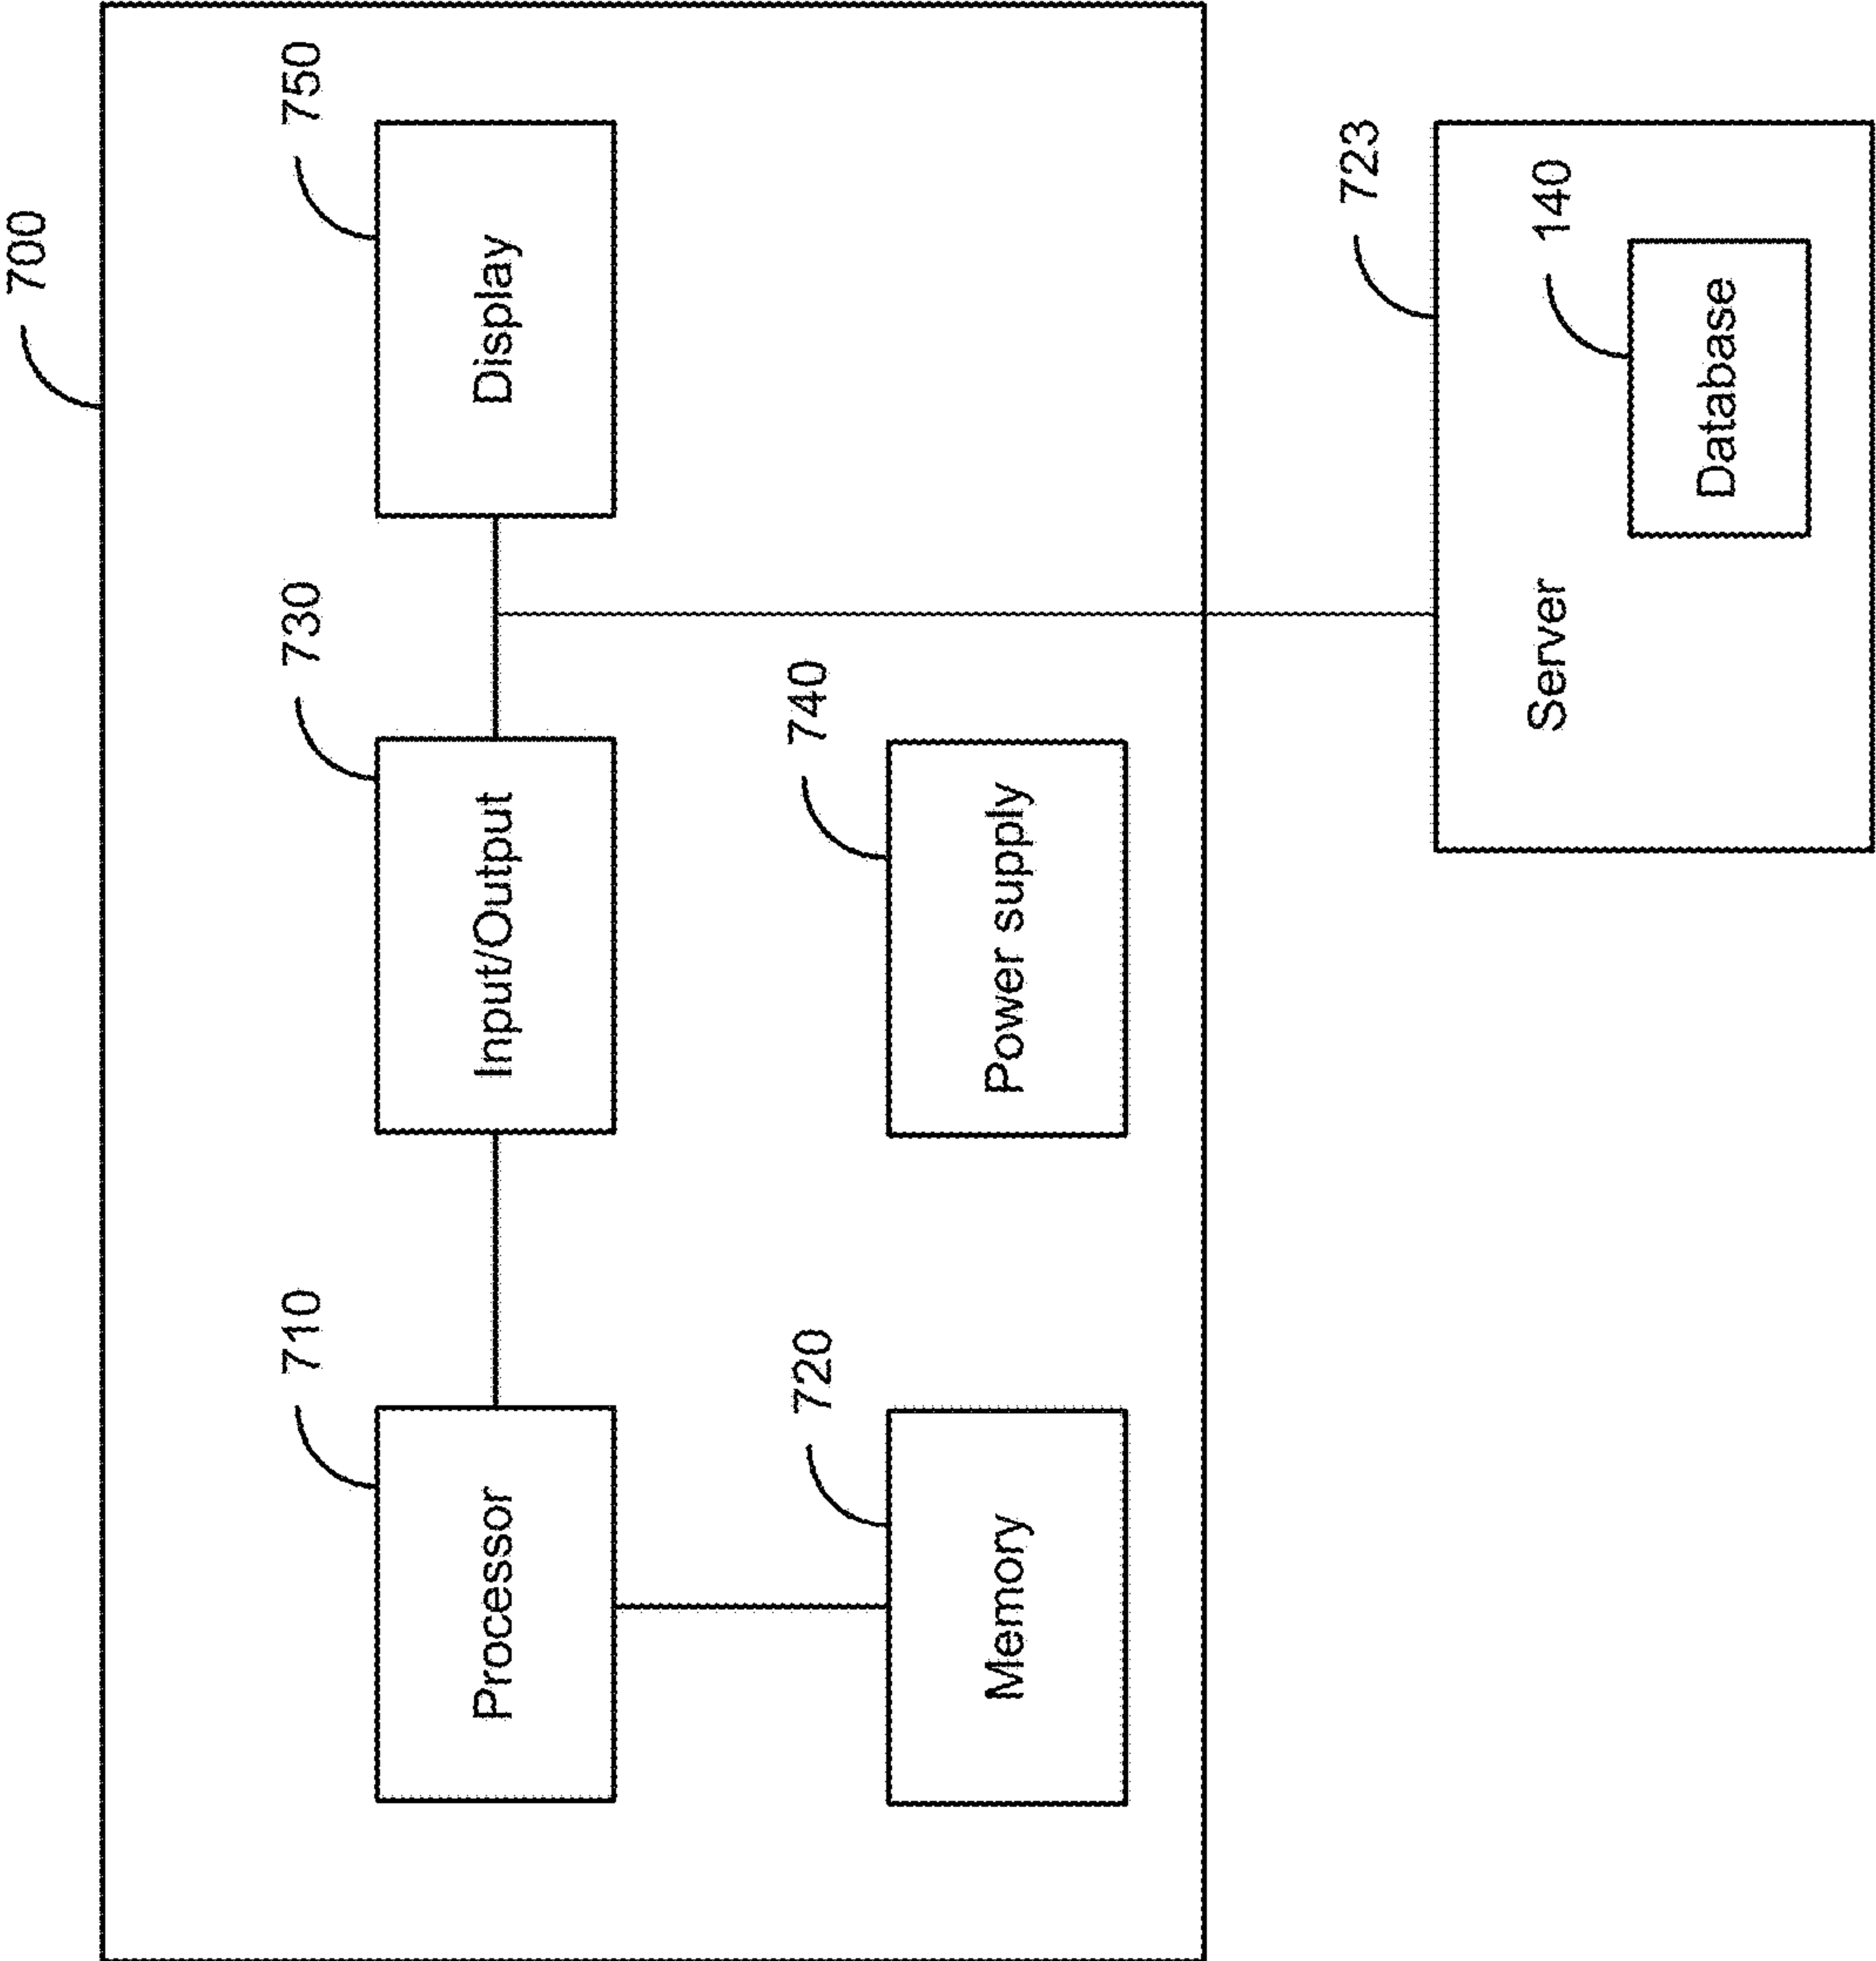 700
710
730
750
Processor
Input/Output
Display
720
740
Memory
Power supply
723
Server
140
Database